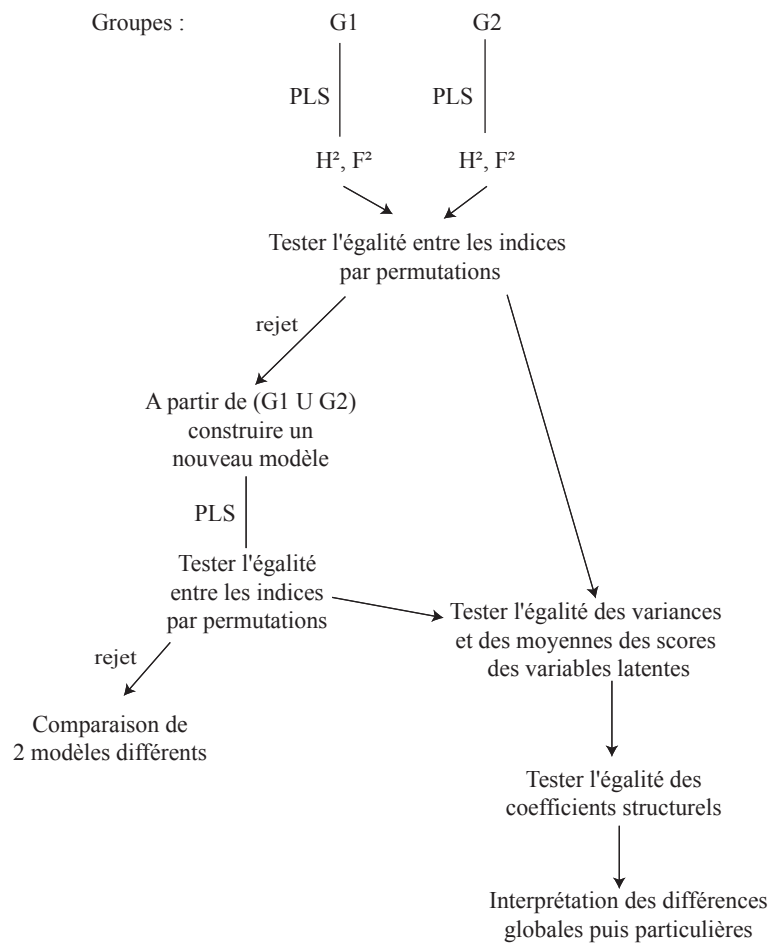 Groupes : G1 G2
PLS PLS
H², F² H², F²
Tester l'égalité entre les indices
par permutations
rejet
A partir de (G1 U G2)
construire un
nouveau modèle
PLS
Tester l'égalité
entre les indices
par permutations
rejet
Comparaison de
2 modèles différents
Tester l'égalité des variances
et des moyennes des scores
des variables latentes
Tester l'égalité des
coefficients structurels
Interprétation des différences
globales puis particulières